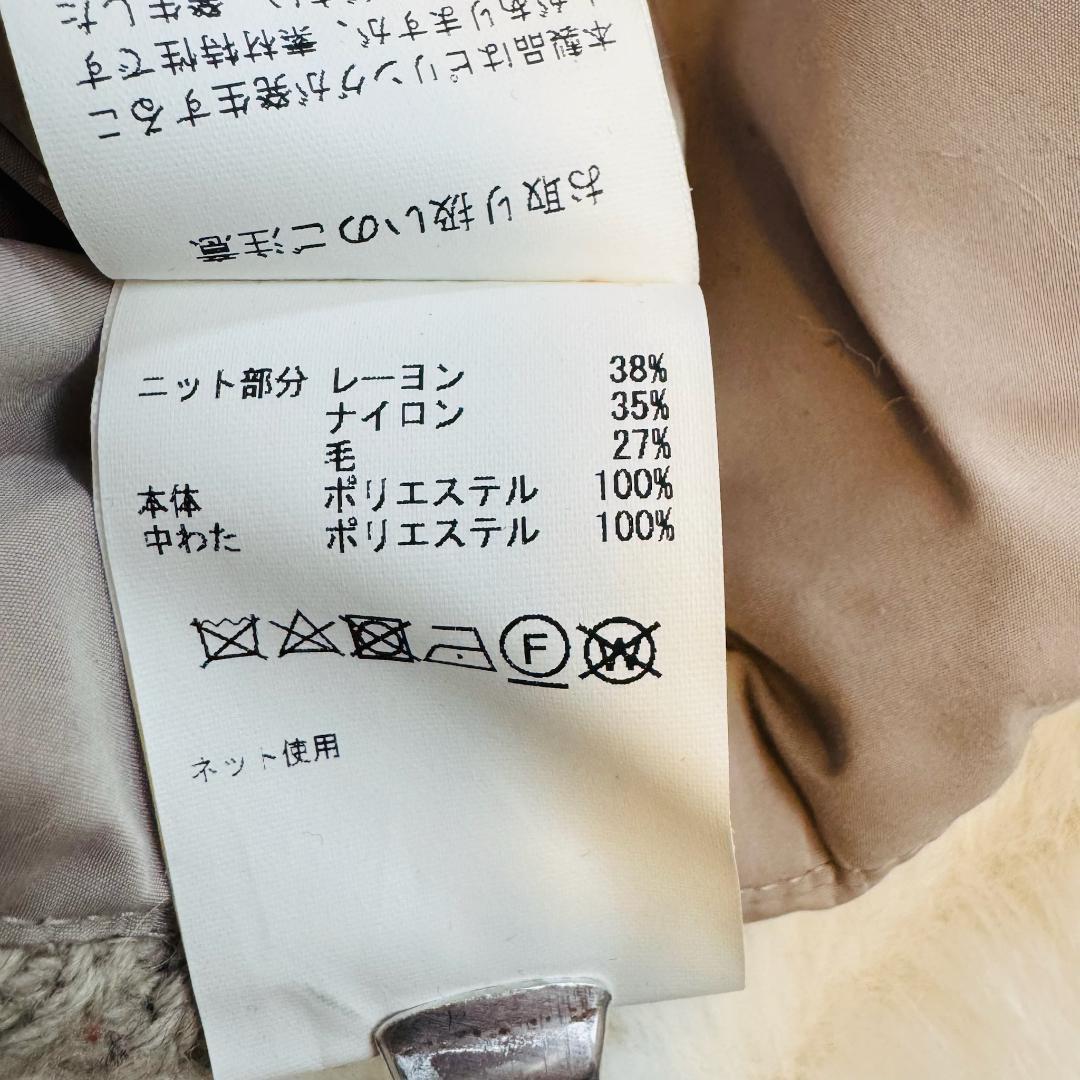 お取り扱いのご注意
本製品はピリングが発生するこ
がありますが、素材特性です
発生した
ニット部分 レーヨン 38%
ナイロン 35%
毛 27%
本体 ポリエステル 100%
中わた ポリエステル 100%
F
W
ネット使用